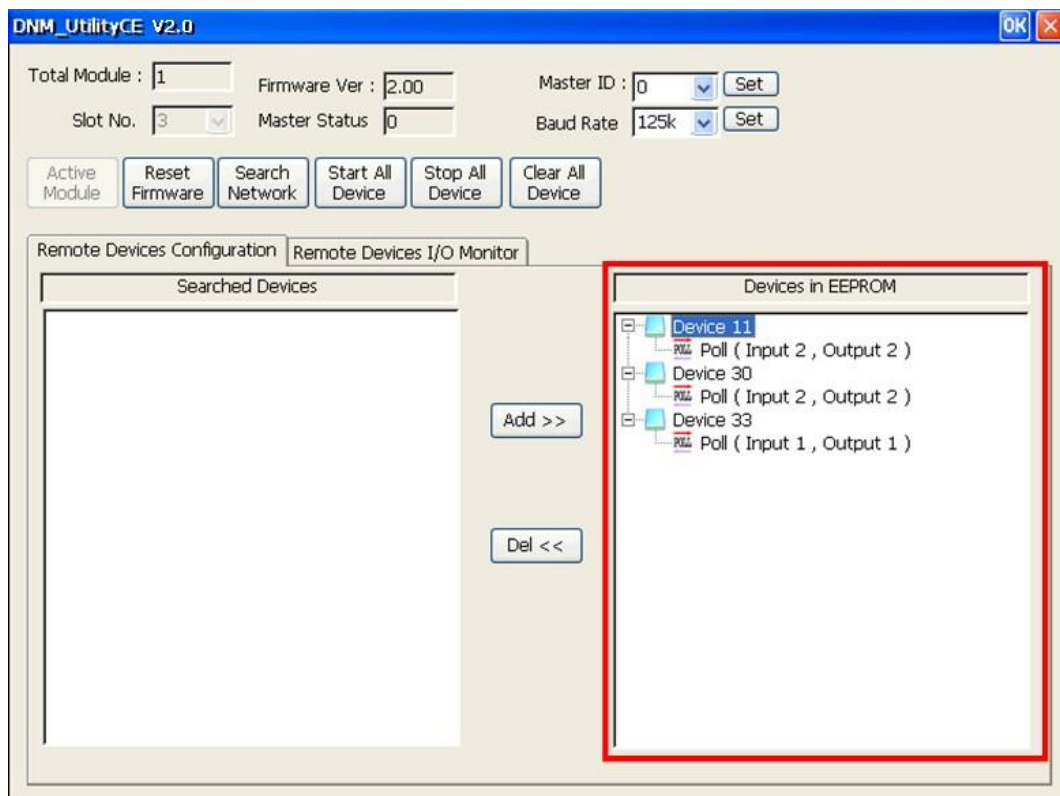 DNM_UtilityCE V2.0 OK
Total Module : 1 Firmware Ver : 2.00 Master ID : 0 Set
Slot No. 3 Master Status 0 Baud Rate 125k Set
Active Module Reset Firmware Search Network Start All Device Stop All Device Clear All Device
Remote Devices Configuration Remote Devices I/O Monitor
Searched Devices Devices in EEPROM
Device 11
POLL Poll ( Input 2 , Output 2 )
Device 30
POLL Poll ( Input 2 , Output 2 )
Device 33
POLL Poll ( Input 1 , Output 1 )
Add >>
Del <<